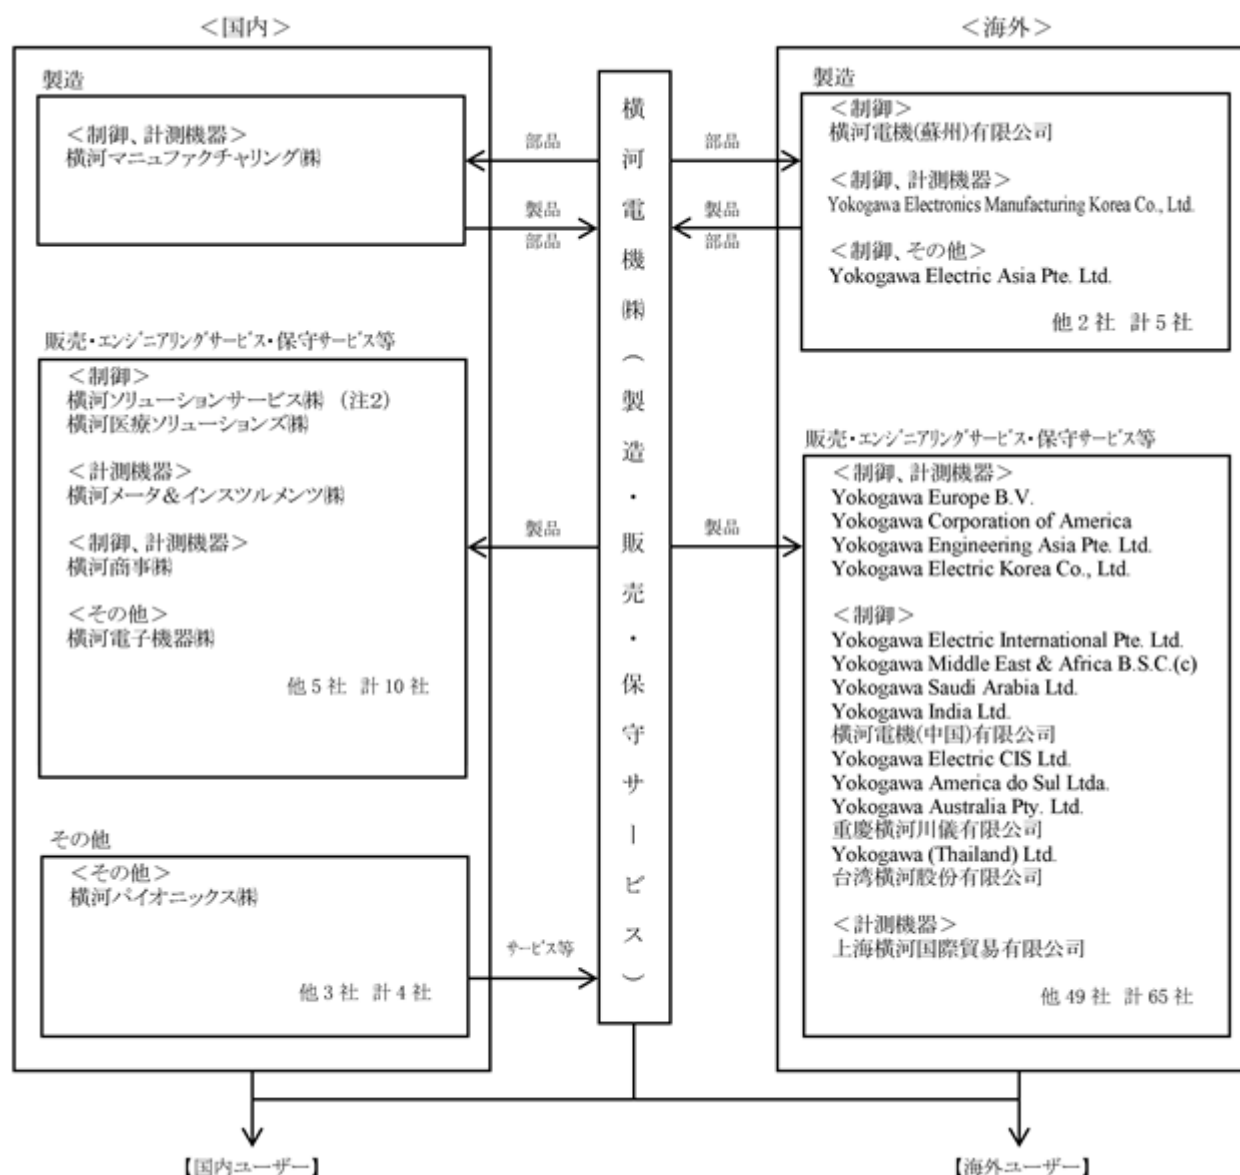 ＜国内＞
製造
＜制御、計測機器＞
横河マニュファクチャリング㈱
販売・エンジニアリングサービス・保守サービス等
＜制御＞
横河ソリューションサービス㈱ （注2）
横河医療ソリューションズ㈱
＜計測機器＞
横河メータ＆インスツルメンツ㈱
＜制御、計測機器＞
横河商事㈱
＜その他＞
横河電子機器㈱
他 5 社 計 10 社
その他
＜その他＞
横河パイオニックス㈱
他 3 社 計 4 社
部品
製品
部品
製品
サービス等
横河電機㈱（製造・販売・保守サービス）
部品
製品
部品
製品
＜海外＞
製造
＜制御＞
横河電機(蘇州)有限公司
＜制御、計測機器＞
Yokogawa Electronics Manufacturing Korea Co., Ltd.
＜制御、その他＞
Yokogawa Electric Asia Pte. Ltd.
他 2 社 計 5 社
販売・エンジニアリングサービス・保守サービス等
＜制御、計測機器＞
Yokogawa Europe B.V.
Yokogawa Corporation of America
Yokogawa Engineering Asia Pte. Ltd.
Yokogawa Electric Korea Co., Ltd.
＜制御＞
Yokogawa Electric International Pte. Ltd.
Yokogawa Middle East & Africa B.S.C.(c)
Yokogawa Saudi Arabia Ltd.
Yokogawa India Ltd.
横河電機(中国)有限公司
Yokogawa Electric CIS Ltd.
Yokogawa America do Sul Ltda.
Yokogawa Australia Pty. Ltd.
重慶横河川儀有限公司
Yokogawa (Thailand) Ltd.
台湾横河股份有限公司
＜計測機器＞
上海横河国際貿易有限公司
他 49 社 計 65 社
【国内ユーザー】
【海外ユーザー】